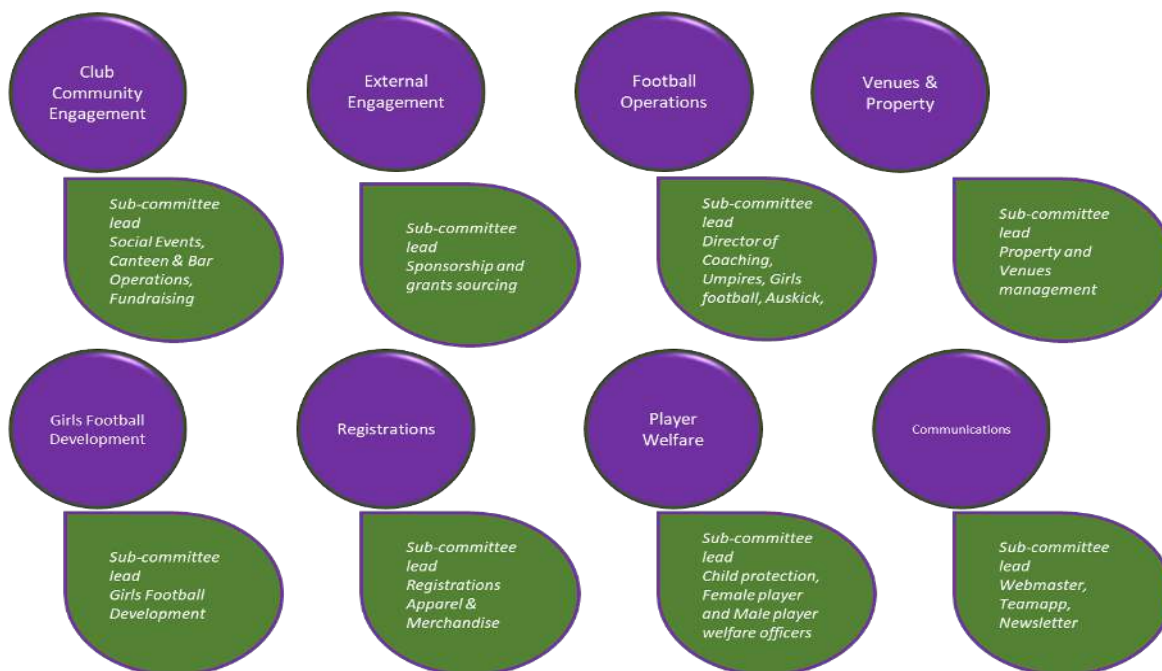 Club
Community
Engagement
External
Engagement
Football
Operations
Venues &
Property
Sub-committee
lead
Social Events,
Canteen & Bar
Operations,
Fundraising
Sub-committee
lead
Sponsorship and
grants sourcing
Sub-committee
lead
Director of
Coaching,
Umpires, Girls
football, Auskick,
Sub-committee
lead
Property and
Venues
management
Girls Football
Development
Registrations
Player
Welfare
Communications
Sub-committee
lead
Girls Football
Development
Sub-committee
lead
Registrations
Apparel &
Merchandise
Sub-committee
lead
Child protection,
Female player
and Male player
welfare officers
Sub-committee
lead
Webmaster,
Teamapp,
Newsletter